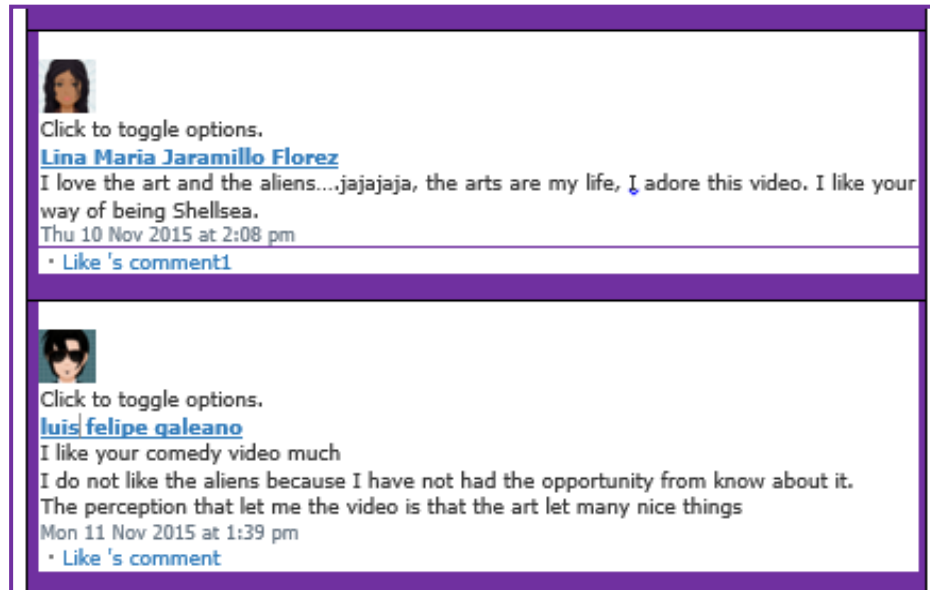 Click to toggle options.
Lina Maria Jaramillo Florez
I love the art and the aliens....jajajaja, the arts are my life, I adore this video. I like your
way of being Shellsea.
Thu 10 Nov 2015 at 2:08 pm
· Like 's comment1
Click to toggle options.
luis felipe galeano
I like your comedy video much
I do not like the aliens because I have not had the opportunity from know about it.
The perception that let me the video is that the art let many nice things
Mon 11 Nov 2015 at 1:39 pm
· Like 's comment